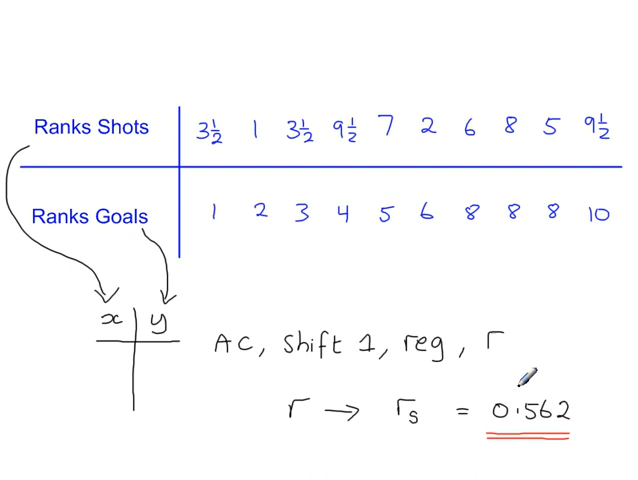 Ranks Shots 3½ 1 3½ 9½ 7 2 6 8 5 9½
Ranks Goals 1 2 3 4 5 6 8 8 8 10
x y
AC, Shift 1, reg, r
r → rₛ = 0.562